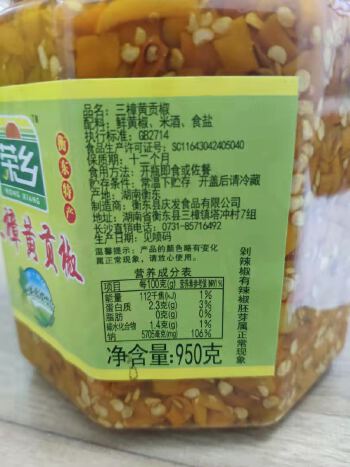 荣乡
RONG XIANG
衡东特产
樟黄贡椒
品名：三樟黄贡椒
配料：鲜黄椒、米酒、食盐
执行标准：GB2714
食品生产许可证号：SC11643042405040
保质期：十二个月
食用方法：开瓶即食或佐餐
贮存条件：常温下贮存 开盖后请冷藏
产地：湖南衡东
制造商：衡东县庆发食品有限责任公司
地址：湖南省衡东县三樟镇塔冲村7组
长沙直销电话：0731-85716492
生产日期：见喷码
温馨提示：产品的颜色略有变化
属正常现象，请放心使用。
营养成分表
项目 每100克(g) 营养素参考值(NRV)%
能量 112千焦(kJ) 1%
蛋白质 2.3克(g) 3%
脂肪 0克(g) 0%
碳水化合物 1.4克(g) 1%
钠 5705毫克(mg) 106%
净含量：950克
剁辣椒有辣椒胚芽属正常现象